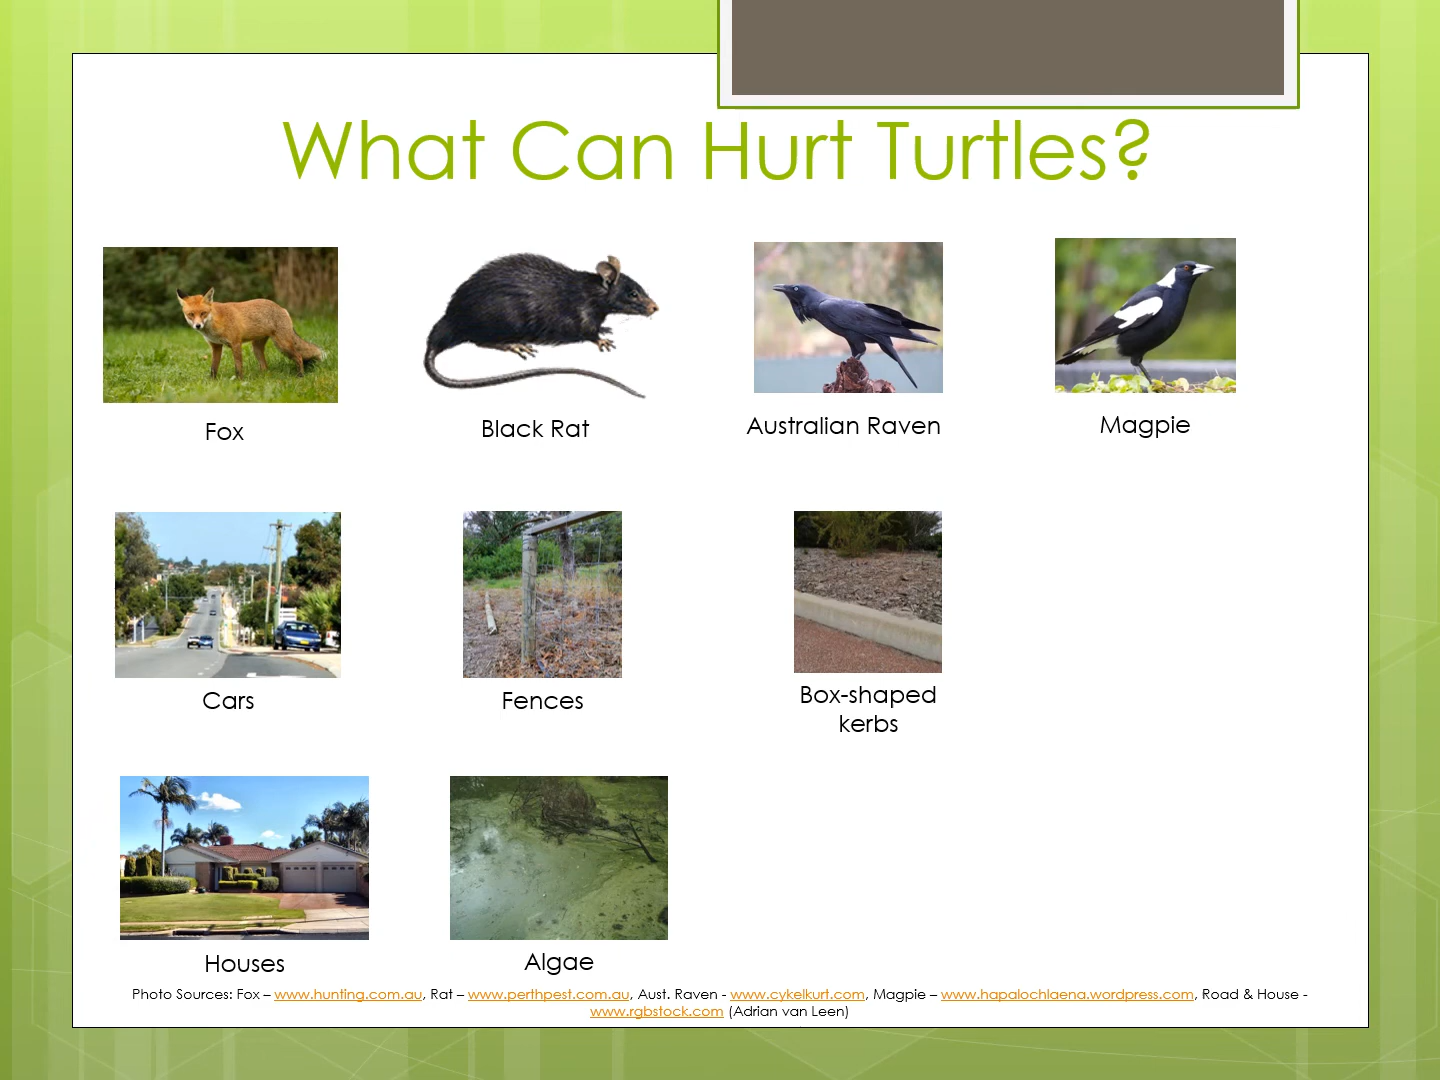 What Can Hurt Turtles?
Fox
Black Rat
Australian Raven
Magpie
Cars
Fences
Box-shaped
kerbs
Houses
Algae
Photo Sources: Fox – www.hunting.com.au, Rat – www.perthpest.com.au, Aust. Raven - www.cykelkurt.com, Magpie – www.hapalochlaena.wordpress.com, Road & House -
www.rgbstock.com (Adrian van Leen)